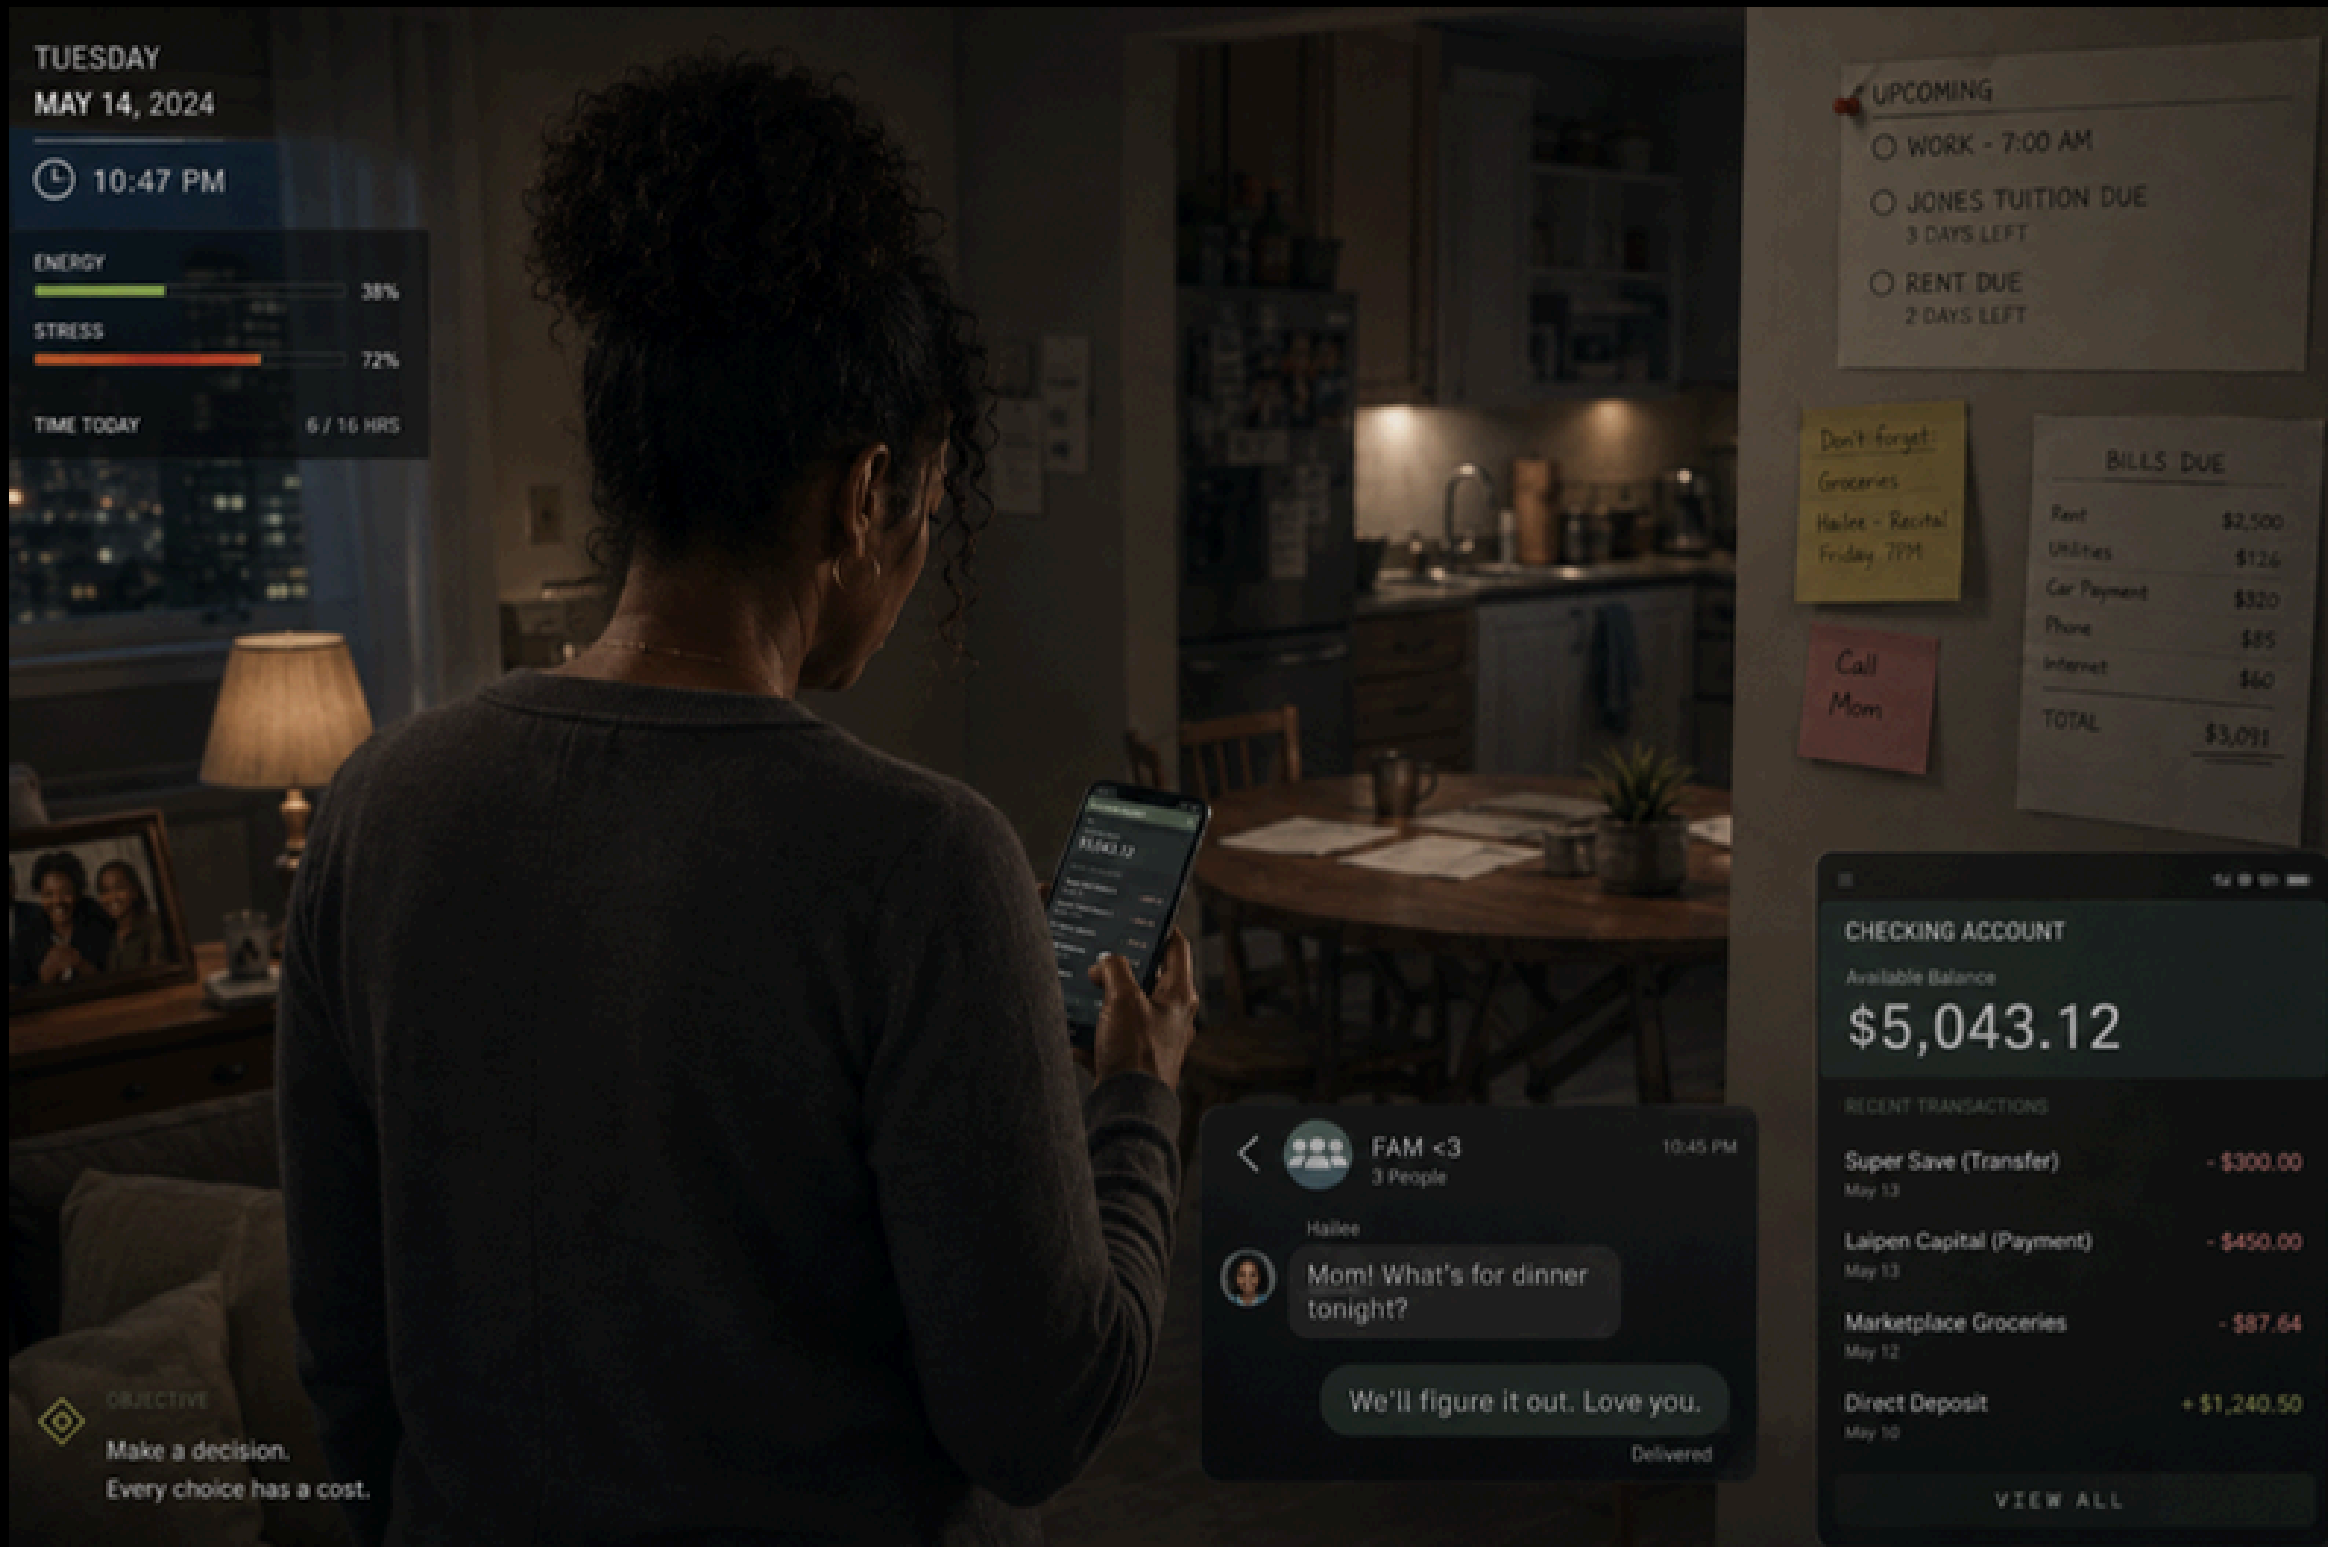 TUESDAY
MAY 14, 2024
10:47 PM
ENERGY
38%
STRESS
72%
TIME TODAY 6 / 16 HRS
UPCOMING
WORK - 7:00 AM
JONES TUITION DUE
3 DAYS LEFT
RENT DUE
2 DAYS LEFT
Don't forget:
Groceries
Hailee - Recital
Friday 7PM
Call
Mom
BILLS DUE
Rent $2,500
Utilities $126
Car Payment $320
Phone $85
Internet $60
TOTAL $3,091
$5,043.12
CHECKING ACCOUNT
Available Balance
$5,043.12
RECENT TRANSACTIONS
Super Save (Transfer) - $300.00
May 13
Laipen Capital (Payment) - $450.00
May 13
Marketplace Groceries - $87.64
May 12
Direct Deposit + $1,240.50
May 10
VIEW ALL
FAM <3 10:45 PM
3 People
Hailee
Mom! What's for dinner
tonight?
We'll figure it out. Love you.
Delivered
OBJECTIVE
Make a decision.
Every choice has a cost.